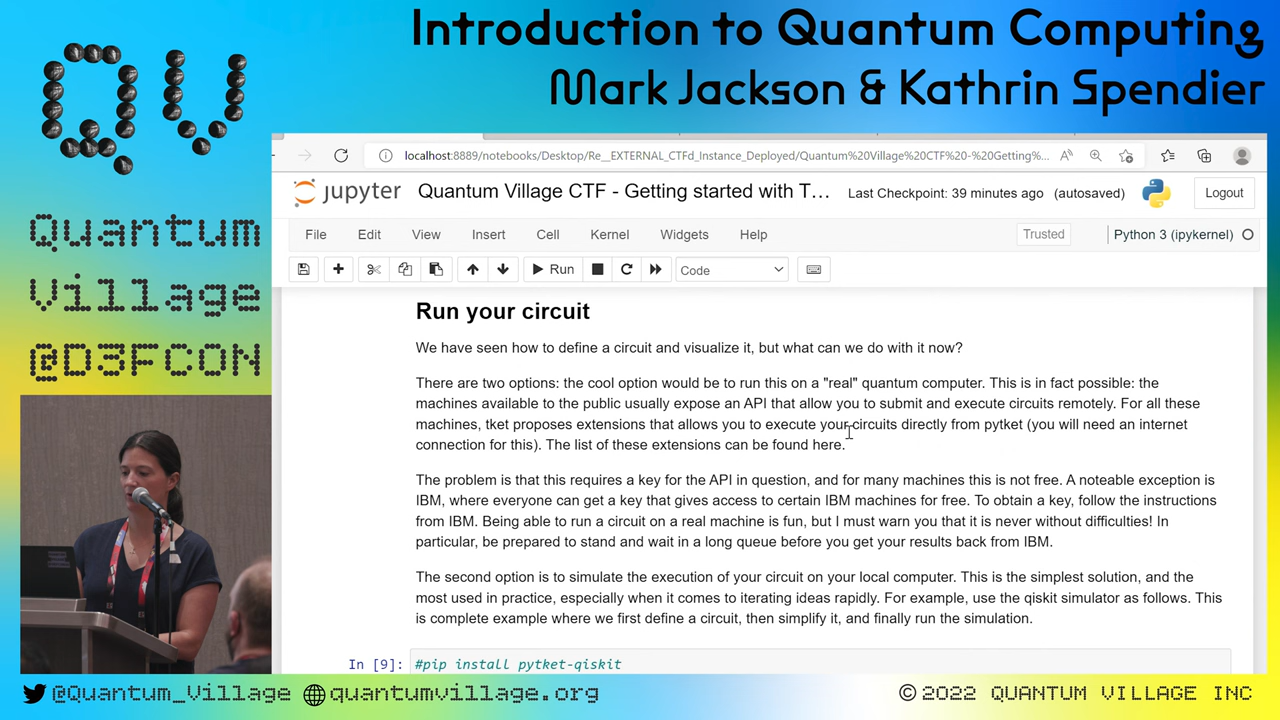 Introduction to Quantum Computing
Mark Jackson & Kathrin Spendier
QV
Quantum
Village
@D3FCON
localhost:8889/notebooks/Desktop/Re__EXTERNAL_CTFd_Instance_Deployed/Quantum%20Village%20CTF%20-%20Getting%...
jupyter Quantum Village CTF - Getting started with T... Last Checkpoint: 39 minutes ago (autosaved) Logout
File Edit View Insert Cell Kernel Widgets Help Trusted Python 3 (ipykernel)
Run Code
Run your circuit
We have seen how to define a circuit and visualize it, but what can we do with it now?
There are two options: the cool option would be to run this on a "real" quantum computer. This is in fact possible: the
machines available to the public usually expose an API that allow you to submit and execute circuits remotely. For all these
machines, tket proposes extensions that allows you to execute your circuits directly from pytket (you will need an internet
connection for this). The list of these extensions can be found here.
The problem is that this requires a key for the API in question, and for many machines this is not free. A noteable exception is
IBM, where everyone can get a key that gives access to certain IBM machines for free. To obtain a key, follow the instructions
from IBM. Being able to run a circuit on a real machine is fun, but I must warn you that it is never without difficulties! In
particular, be prepared to stand and wait in a long queue before you get your results back from IBM.
The second option is to simulate the execution of your circuit on your local computer. This is the simplest solution, and the
most used in practice, especially when it comes to iterating ideas rapidly. For example, use the qiskit simulator as follows. This
is complete example where we first define a circuit, then simplify it, and finally run the simulation.
In [9]: #pip install pytket-qiskit
@Quantum_Village quantumvillage.org © 2022 QUANTUM VILLAGE INC